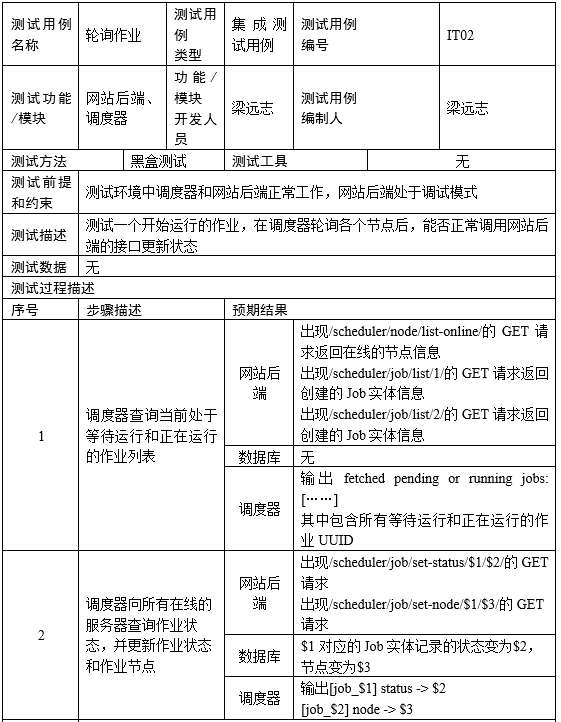 测试用例
名称
轮询作业
测试用
例
类型
集成测
试用例
测试用例
编号
IT02
测试功能
/模块
网站后端、
调度器
功能/
模块
开发人
员
梁远志
测试用例
编制人
梁远志
测试方法
黑盒测试
测试工具
无
测试前提
和约束
测试环境中调度器和网站后端正常工作，网站后端处于调试模式
测试描述
测试一个开始运行的作业，在调度器轮询各个节点后，能否正常调用网站后
端的接口更新状态
测试数据
无
测试过程描述
序号
步骤描述
预期结果
1
调度器查询当前处于
等待运行和正在运行
的作业列表
网站后
端
出现/scheduler/node/list-online/的 GET 请
求返回在线的节点信息
出现/scheduler/job/list/1/的 GET 请求返回
创建的 Job 实体信息
出现/scheduler/job/list/2/的 GET 请求返回
创建的 Job 实体信息
数据库
无
调度器
输出 fetched pending or running jobs:
[……]
其中包含所有等待运行和正在运行的作
业 UUID
2
调度器向所有在线的
服务器查询作业状
态，并更新作业状态
和作业节点
网站后
端
出现/scheduler/job/set-status/$1/$2/的 GET
请求
出现/scheduler/job/set-node/$1/$3/的 GET
请求
数据库
$1 对应的 Job 实体记录的状态变为$2，
节点变为$3
调度器
输出[job_$1] status -> $2
[job_$2] node -> $3